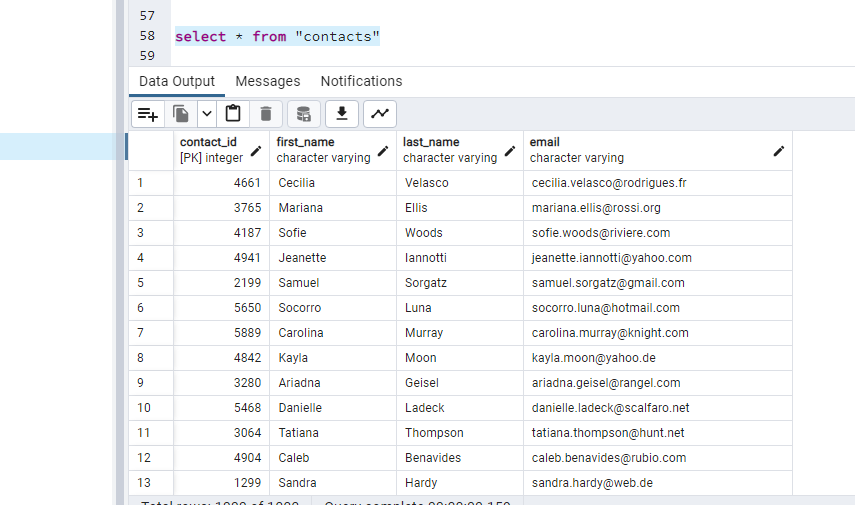 57
58 select * from "contacts"
59
Data Output Messages Notifications
contact_id first_name last_name email
[PK] integer character varying character varying character varying
1 4661 Cecilia Velasco cecilia.velasco@rodrigues.fr
2 3765 Mariana Ellis mariana.ellis@rossi.org
3 4187 Sofie Woods sofie.woods@riviere.com
4 4941 Jeanette Iannotti jeanette.iannotti@yahoo.com
5 2199 Samuel Sorgatz samuel.sorgatz@gmail.com
6 5650 Socorro Luna socorro.luna@hotmail.com
7 5889 Carolina Murray carolina.murray@knight.com
8 4842 Kayla Moon kayla.moon@yahoo.de
9 3280 Ariadna Geisel ariadna.geisel@rangel.com
10 5468 Danielle Ladeck danielle.ladeck@scalfaro.net
11 3064 Tatiana Thompson tatiana.thompson@hunt.net
12 4904 Caleb Benavides caleb.benavides@rubio.com
13 1299 Sandra Hardy sandra.hardy@web.de
Total rows: of Query complete